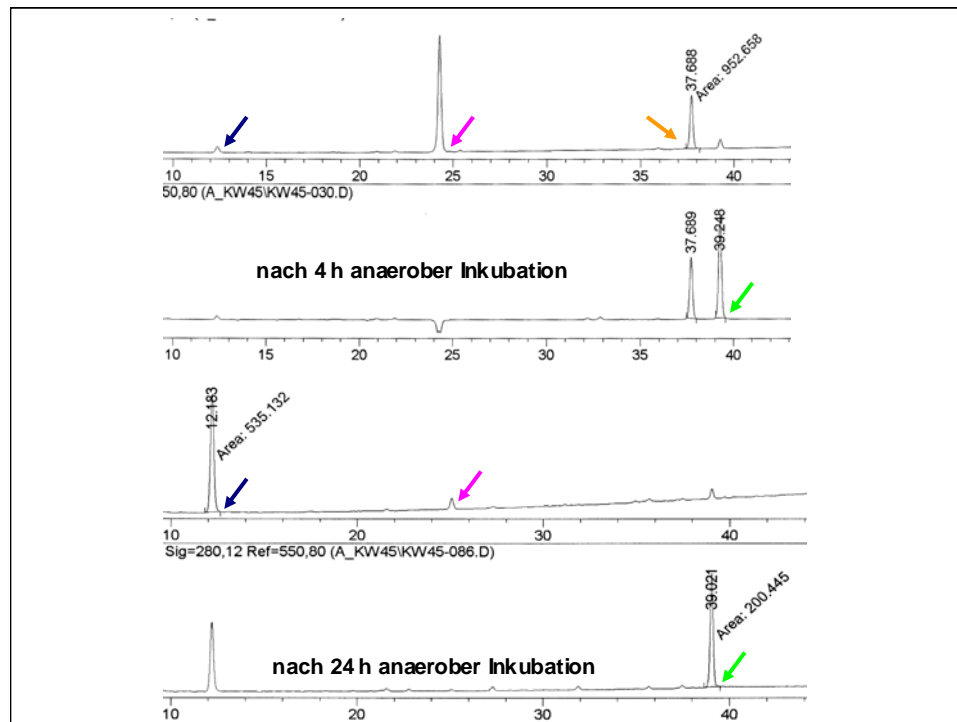 37.688
Area: 952.658
10 15 20 25 30 35 40
50,80 (A_KW45\KW45-030.D)
37.689
39.248
nach 4 h anaerober Inkubation
10 15 20 25 30 35 40
12.183
Area: 535.132
10 20 30 40
Sig=280,12 Ref=550,80 (A_KW45\KW45-086.D)
39.021
Area: 200.445
nach 24 h anaerober Inkubation
10 20 30 40